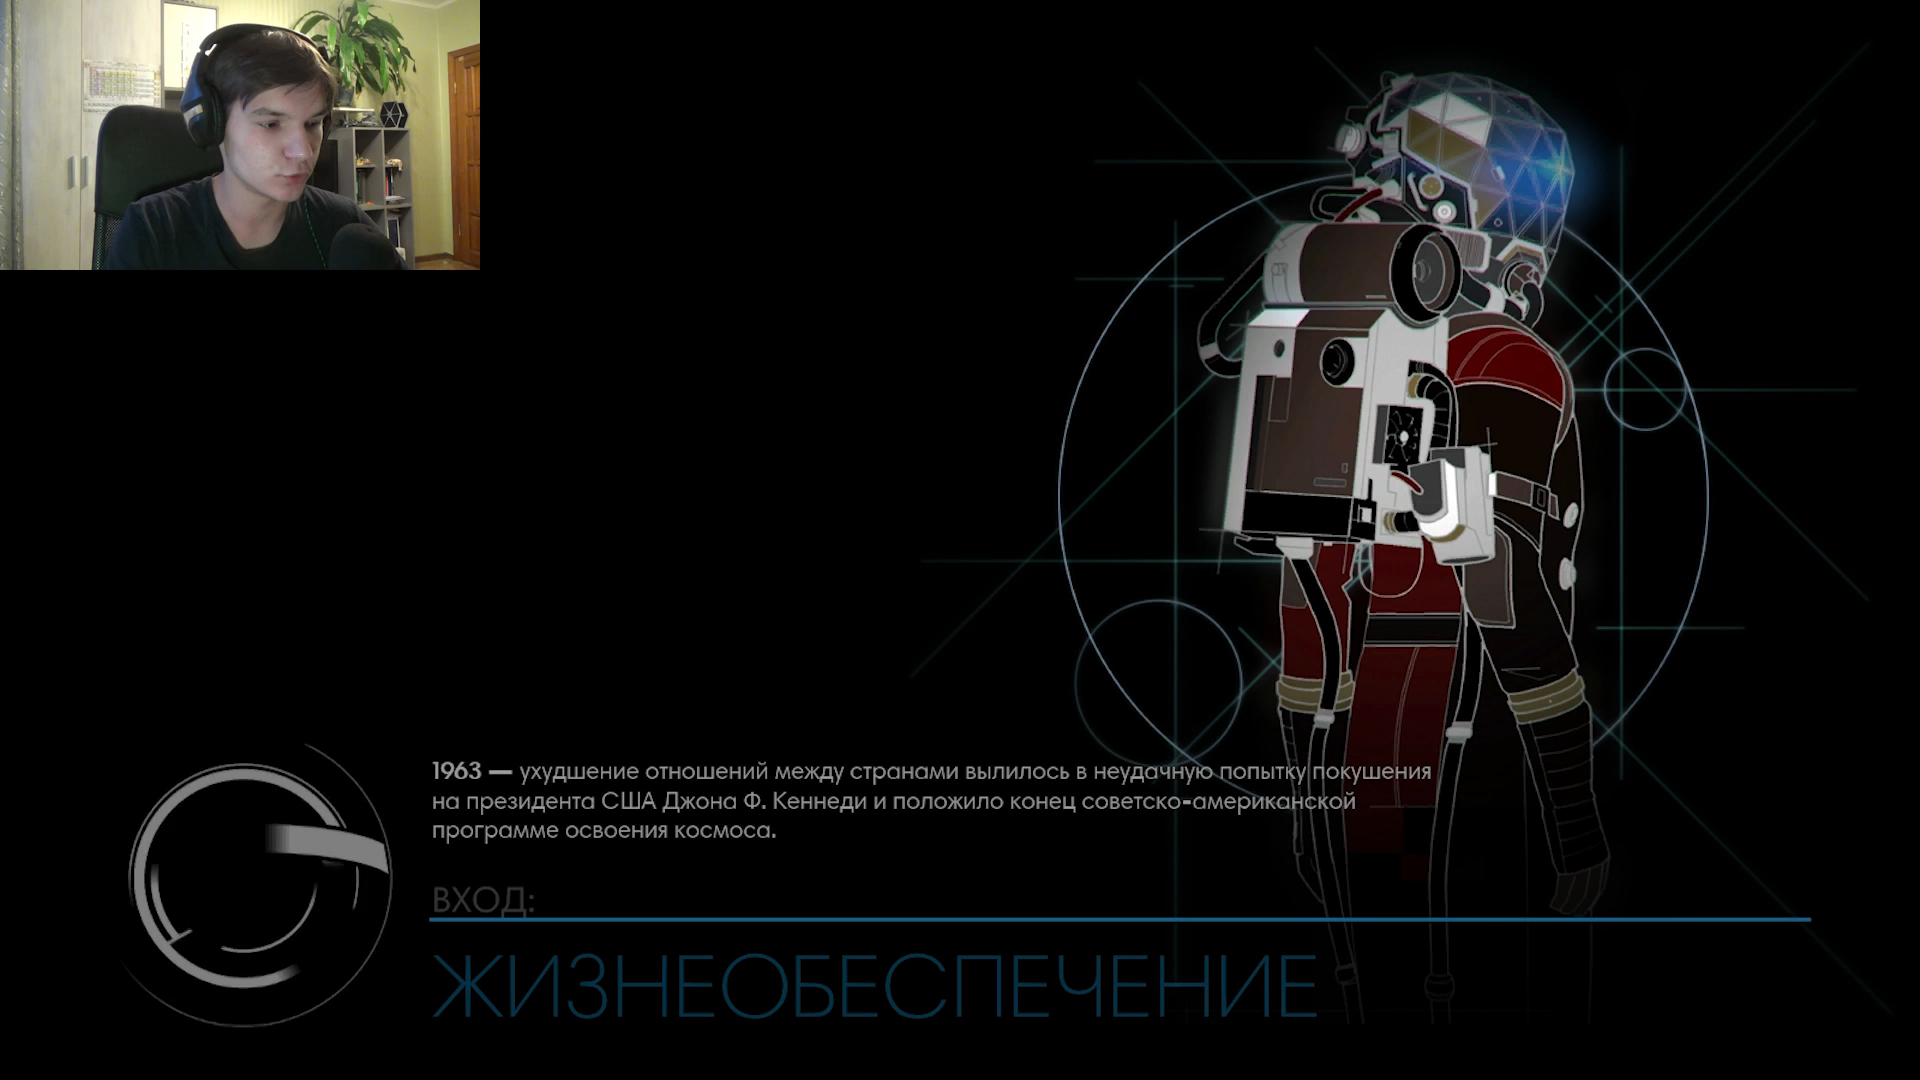 1963 — ухудшение отношений между странами вылилось в неудачную попытку покушения
на президента США Джона Ф. Кеннеди и положило конец советско-американской
программе освоения космоса.
ВХОД:
ЖИЗНЕОБЕСПЕЧЕНИЕ